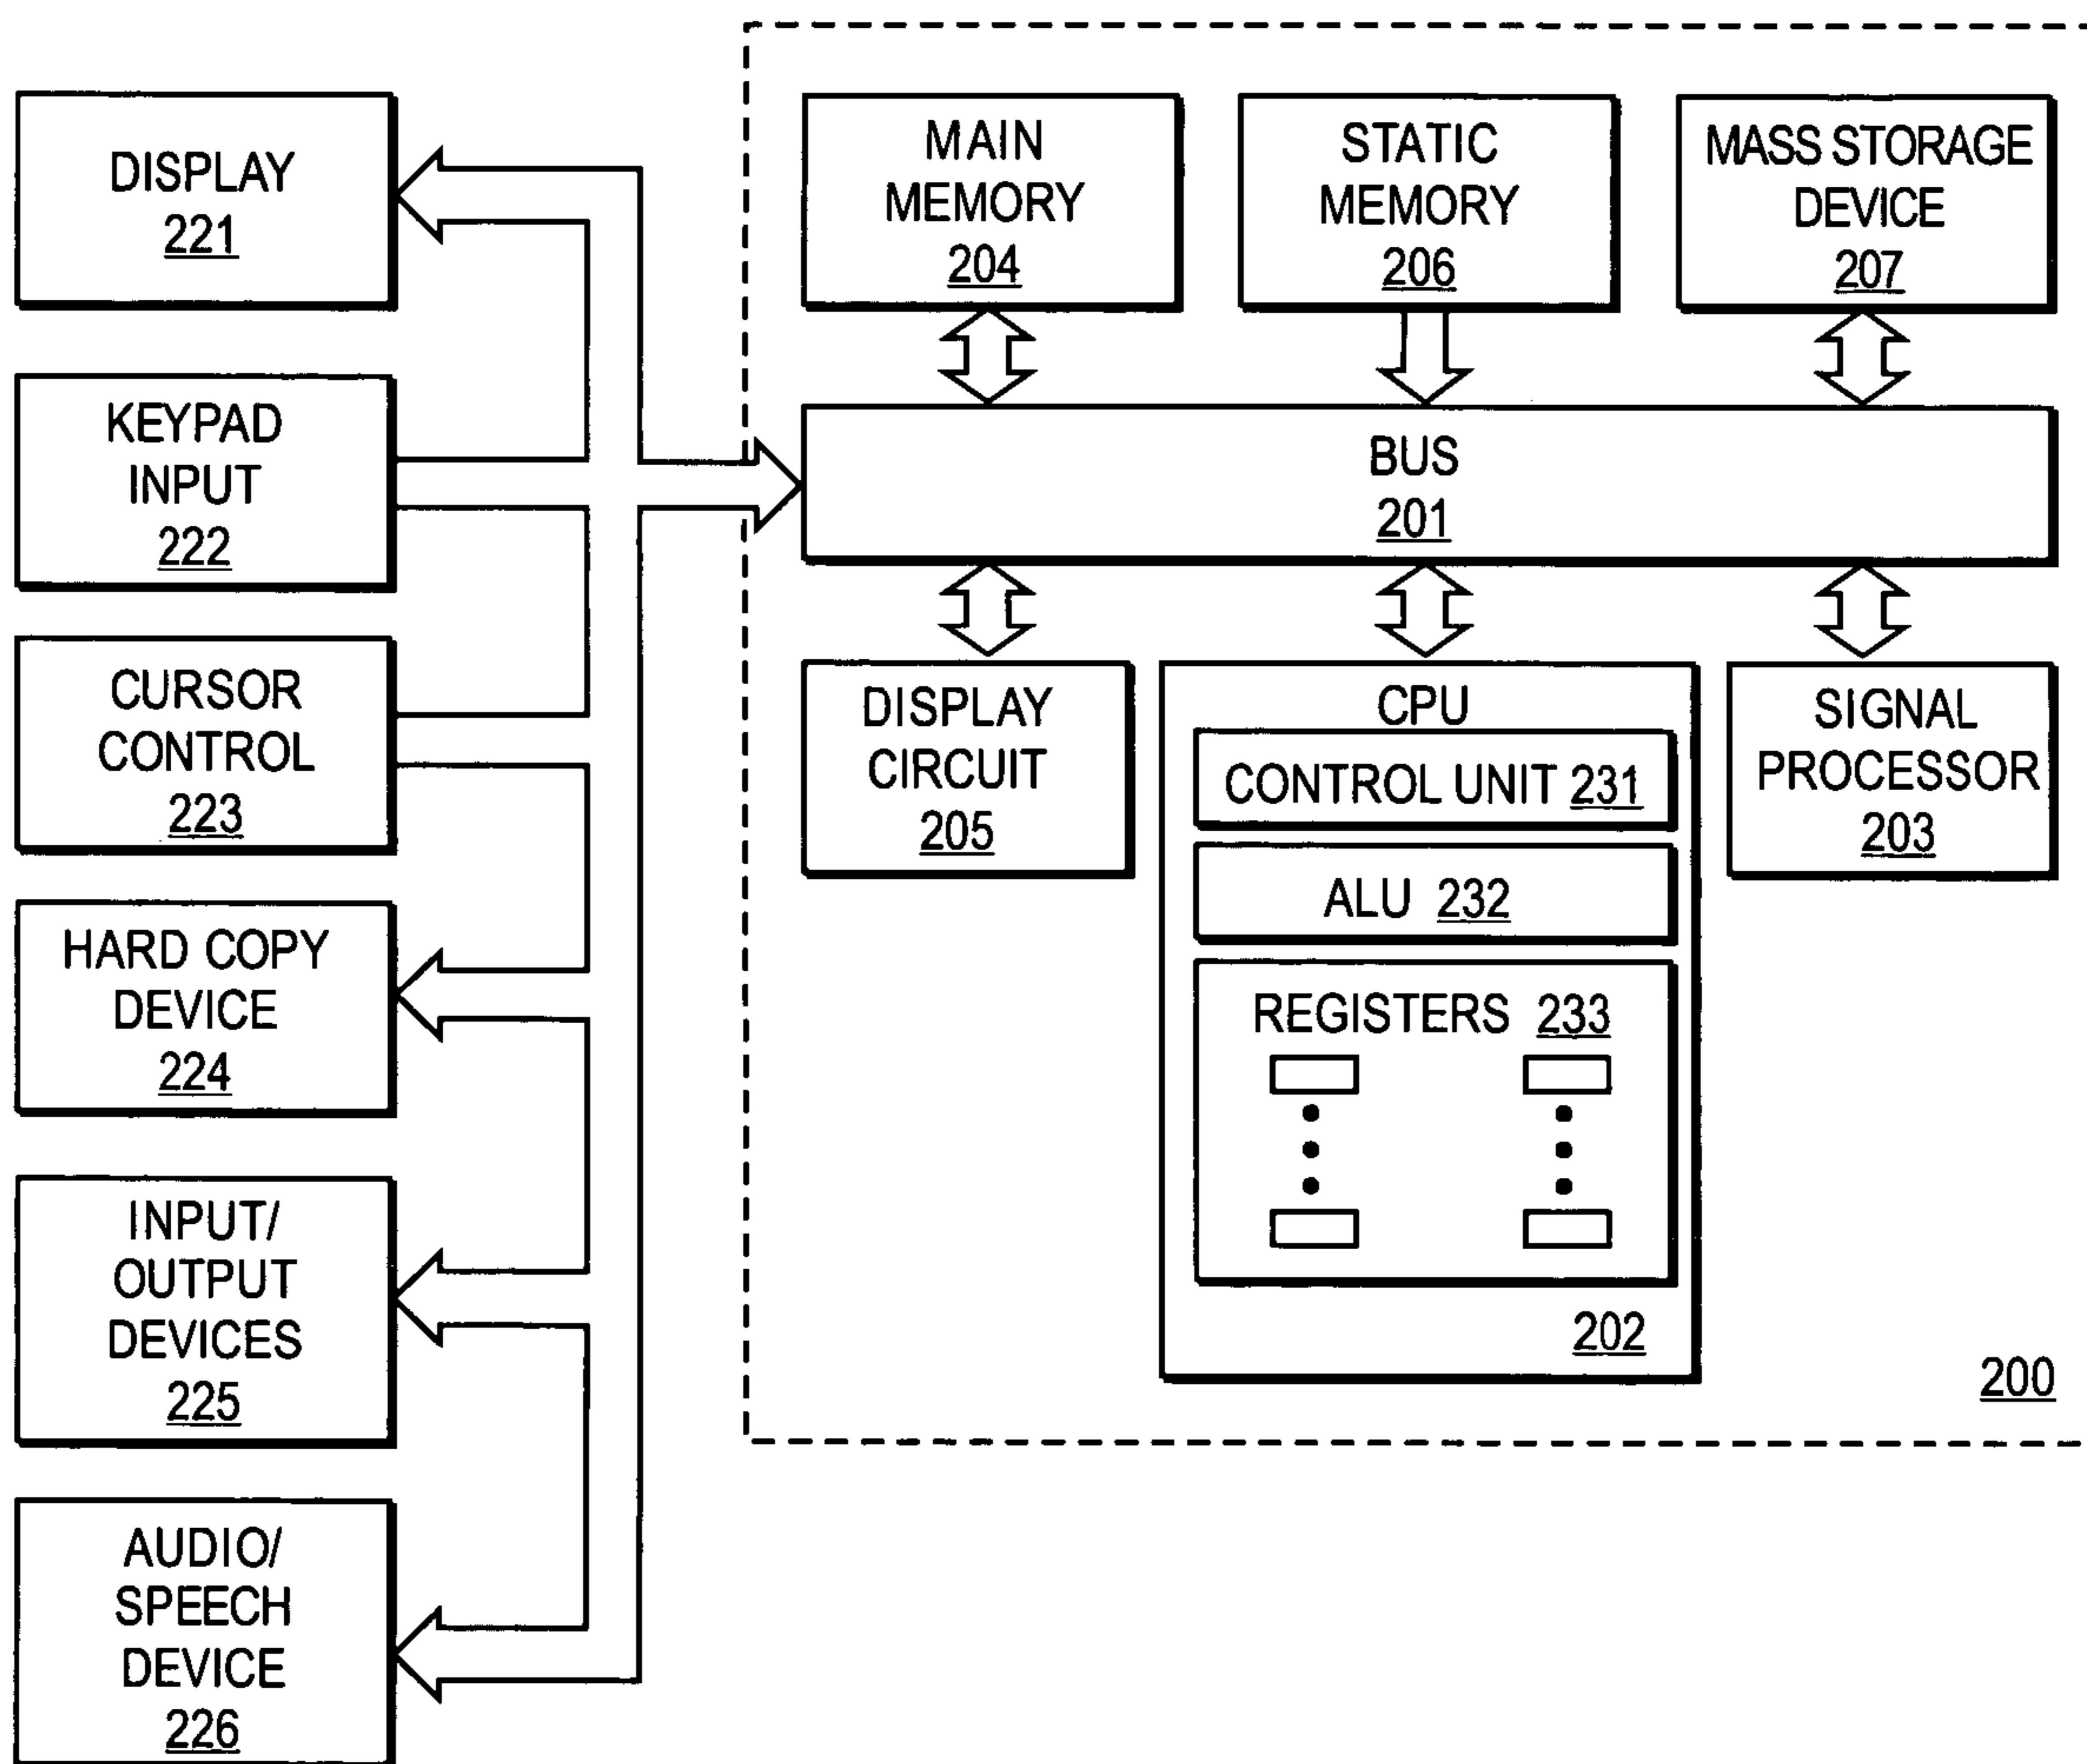 DISPLAY
221
KEYPAD
INPUT
222
CURSOR
CONTROL
223
HARD COPY
DEVICE
224
INPUT/
OUTPUT
DEVICES
225
AUDIO/
SPEECH
DEVICE
226
MAIN
MEMORY
204
STATIC
MEMORY
206
MASS STORAGE
DEVICE
207
BUS
201
DISPLAY
CIRCUIT
205
CPU
CONTROL UNIT 231
ALU 232
REGISTERS 233
202
SIGNAL
PROCESSOR
203
200